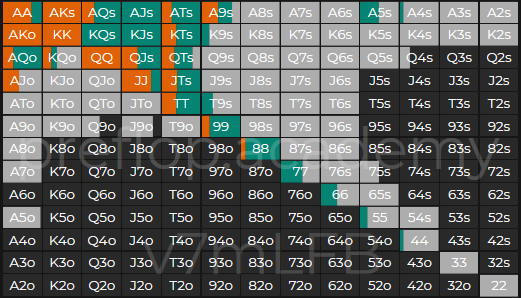 AA AKs AQs AJs ATs A9s A8s A7s A6s A5s A4s A3s A2s
AKo KK KQs KJs KTs K9s K8s K7s K6s K5s K4s K3s K2s
AQo KQo QQ QJs QTs Q9s Q8s Q7s Q6s Q5s Q4s Q3s Q2s
AJo KJo QJo JJ JTs J9s J8s J7s J6s J5s J4s J3s J2s
ATo KTo QTo JTo TT T9s T8s T7s T6s T5s T4s T3s T2s
A9o K9o Q9o J9o T9o 99 98s 97s 96s 95s 94s 93s 92s
A8o K8o Q8o J8o T8o 98o 88 87s 86s 85s 84s 83s 82s
preflop.academy
A7o K7o Q7o J7o T7o 97o 87o 77 76s 75s 74s 73s 72s
A6o K6o Q6o J6o T6o 96o 86o 76o 66 65s 64s 63s 62s
A5o K5o Q5o J5o T5o 95o 85o 75o 65o 55 54s 53s 52s
A4o K4o Q4o J4o T4o 94o 84o 74o 64o 54o 44 43s 42s
v7mLFB
A3o K3o Q3o J3o T3o 93o 83o 73o 63o 53o 43o 33 32s
A2o K2o Q2o J2o T2o 92o 82o 72o 62o 52o 42o 32o 22